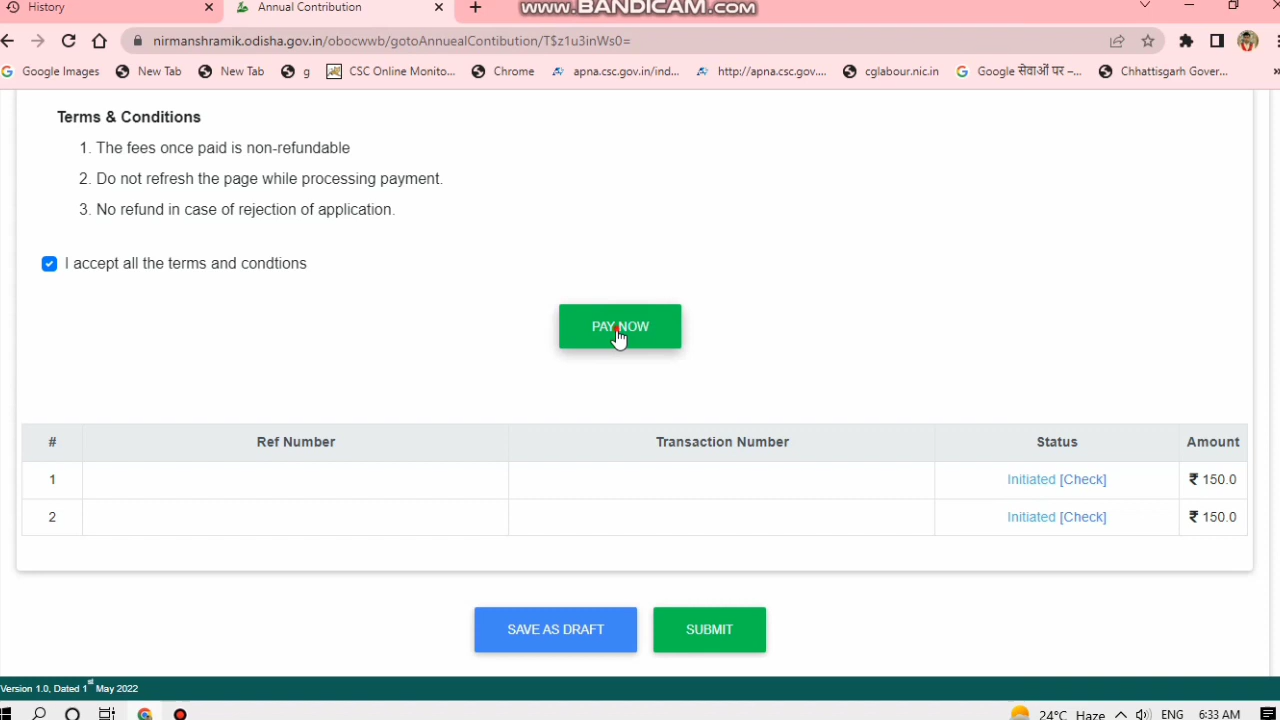 www.BANDICAM.com
History
Annual Contribution
nirmanshramik.odisha.gov.in/obocwwb/gotoAnnuealContibution/T$z1u3inWs0=
Google Images New Tab New Tab g CSC Online Monito... Chrome apna.csc.gov.in/ind... http://apna.csc.gov.... cglabour.nic.in Google सेवाओं पर –... Chhattisgarh Gover... »
Terms & Conditions
1. The fees once paid is non-refundable
2. Do not refresh the page while processing payment.
3. No refund in case of rejection of application.
I accept all the terms and condtions
PAY NOW
# Ref Number Transaction Number Status Amount
1 Initiated [Check] ₹ 150.0
2 Initiated [Check] ₹ 150.0
SAVE AS DRAFT SUBMIT
Version 1.0, Dated 1st May 2022
24°C Haze ENG 6:33 AM